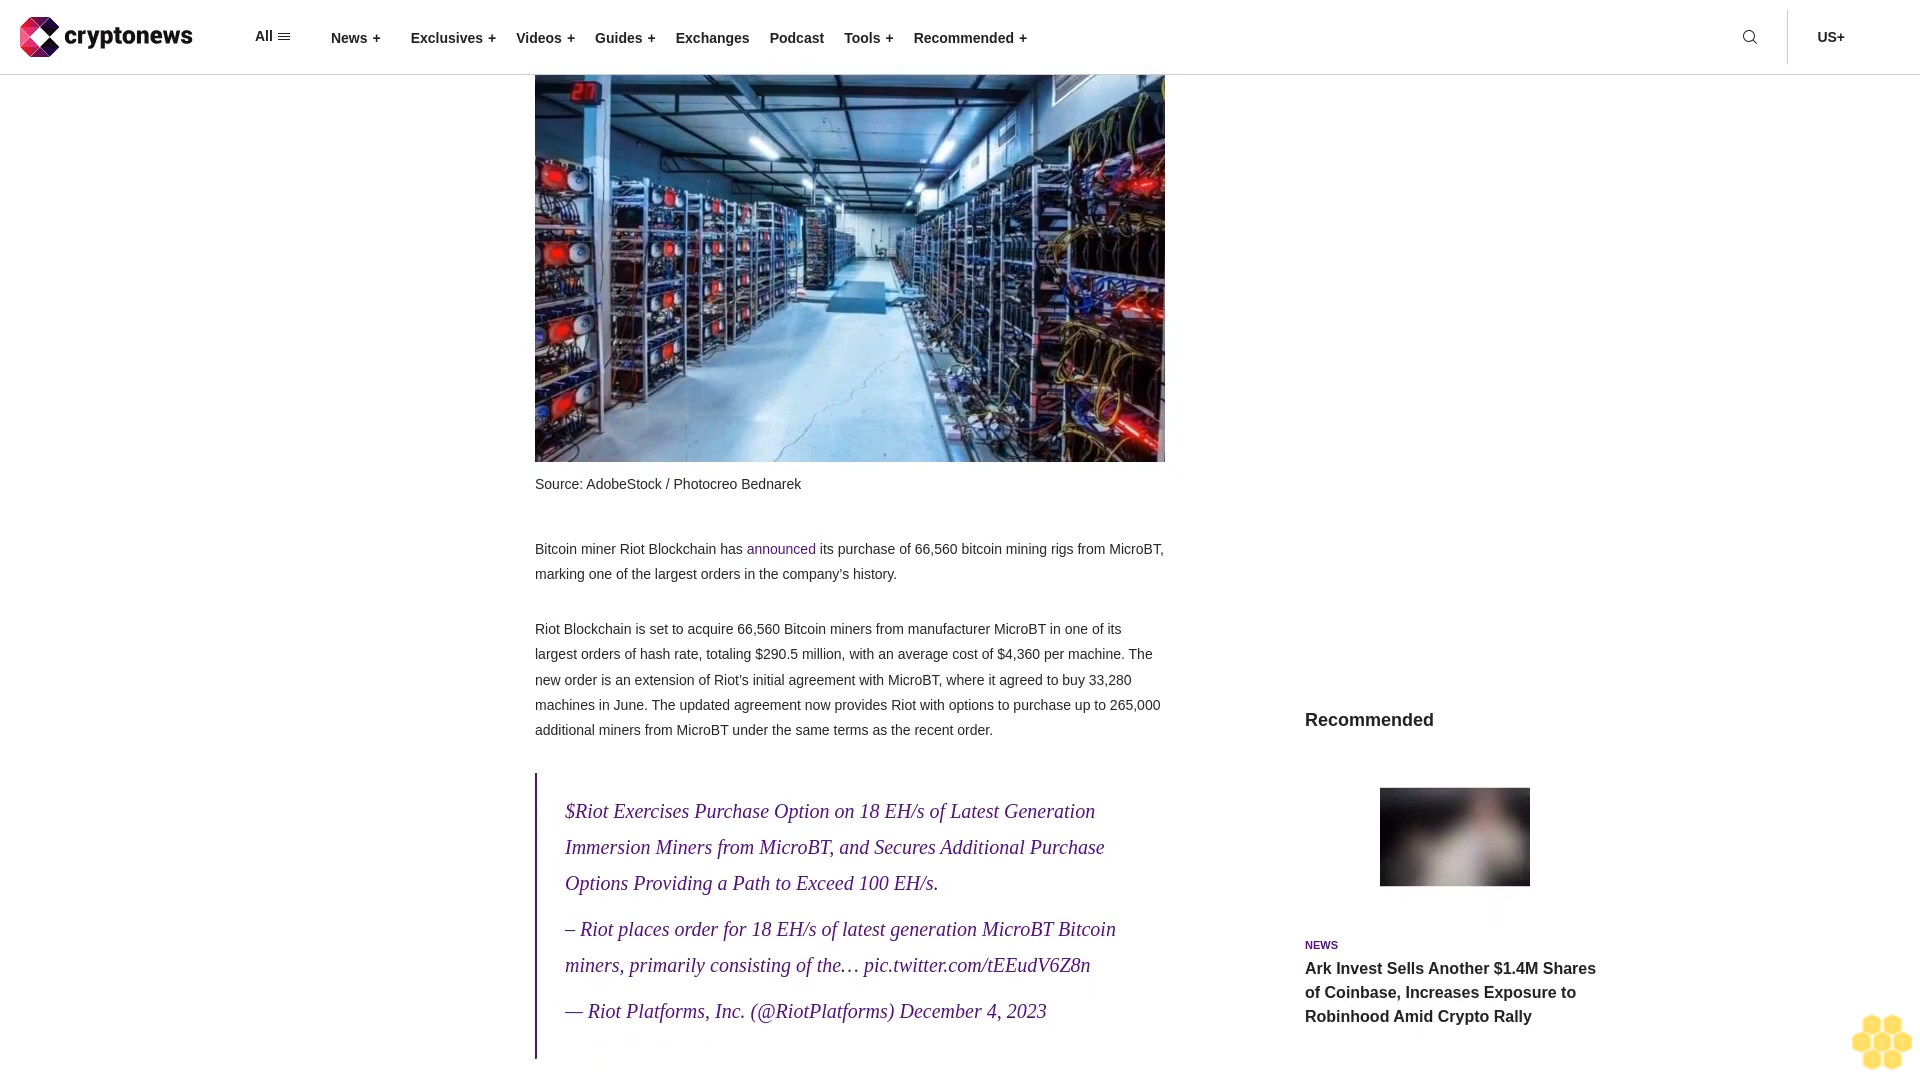 cryptonews
All
News +
Exclusives +
Videos +
Guides +
Exchanges
Podcast
Tools +
Recommended +
US+
27
Source: AdobeStock / Photocreo Bednarek
Bitcoin miner Riot Blockchain has announced its purchase of 66,560 bitcoin mining rigs from MicroBT,
marking one of the largest orders in the company’s history.
Riot Blockchain is set to acquire 66,560 Bitcoin miners from manufacturer MicroBT in one of its
largest orders of hash rate, totaling $290.5 million, with an average cost of $4,360 per machine. The
new order is an extension of Riot’s initial agreement with MicroBT, where it agreed to buy 33,280
machines in June. The updated agreement now provides Riot with options to purchase up to 265,000
additional miners from MicroBT under the same terms as the recent order.
$Riot Exercises Purchase Option on 18 EH/s of Latest Generation
Immersion Miners from MicroBT, and Secures Additional Purchase
Options Providing a Path to Exceed 100 EH/s.
– Riot places order for 18 EH/s of latest generation MicroBT Bitcoin
miners, primarily consisting of the… pic.twitter.com/tEEudV6Z8n
— Riot Platforms, Inc. (@RiotPlatforms) December 4, 2023
Recommended
NEWS
Ark Invest Sells Another $1.4M Shares
of Coinbase, Increases Exposure to
Robinhood Amid Crypto Rally